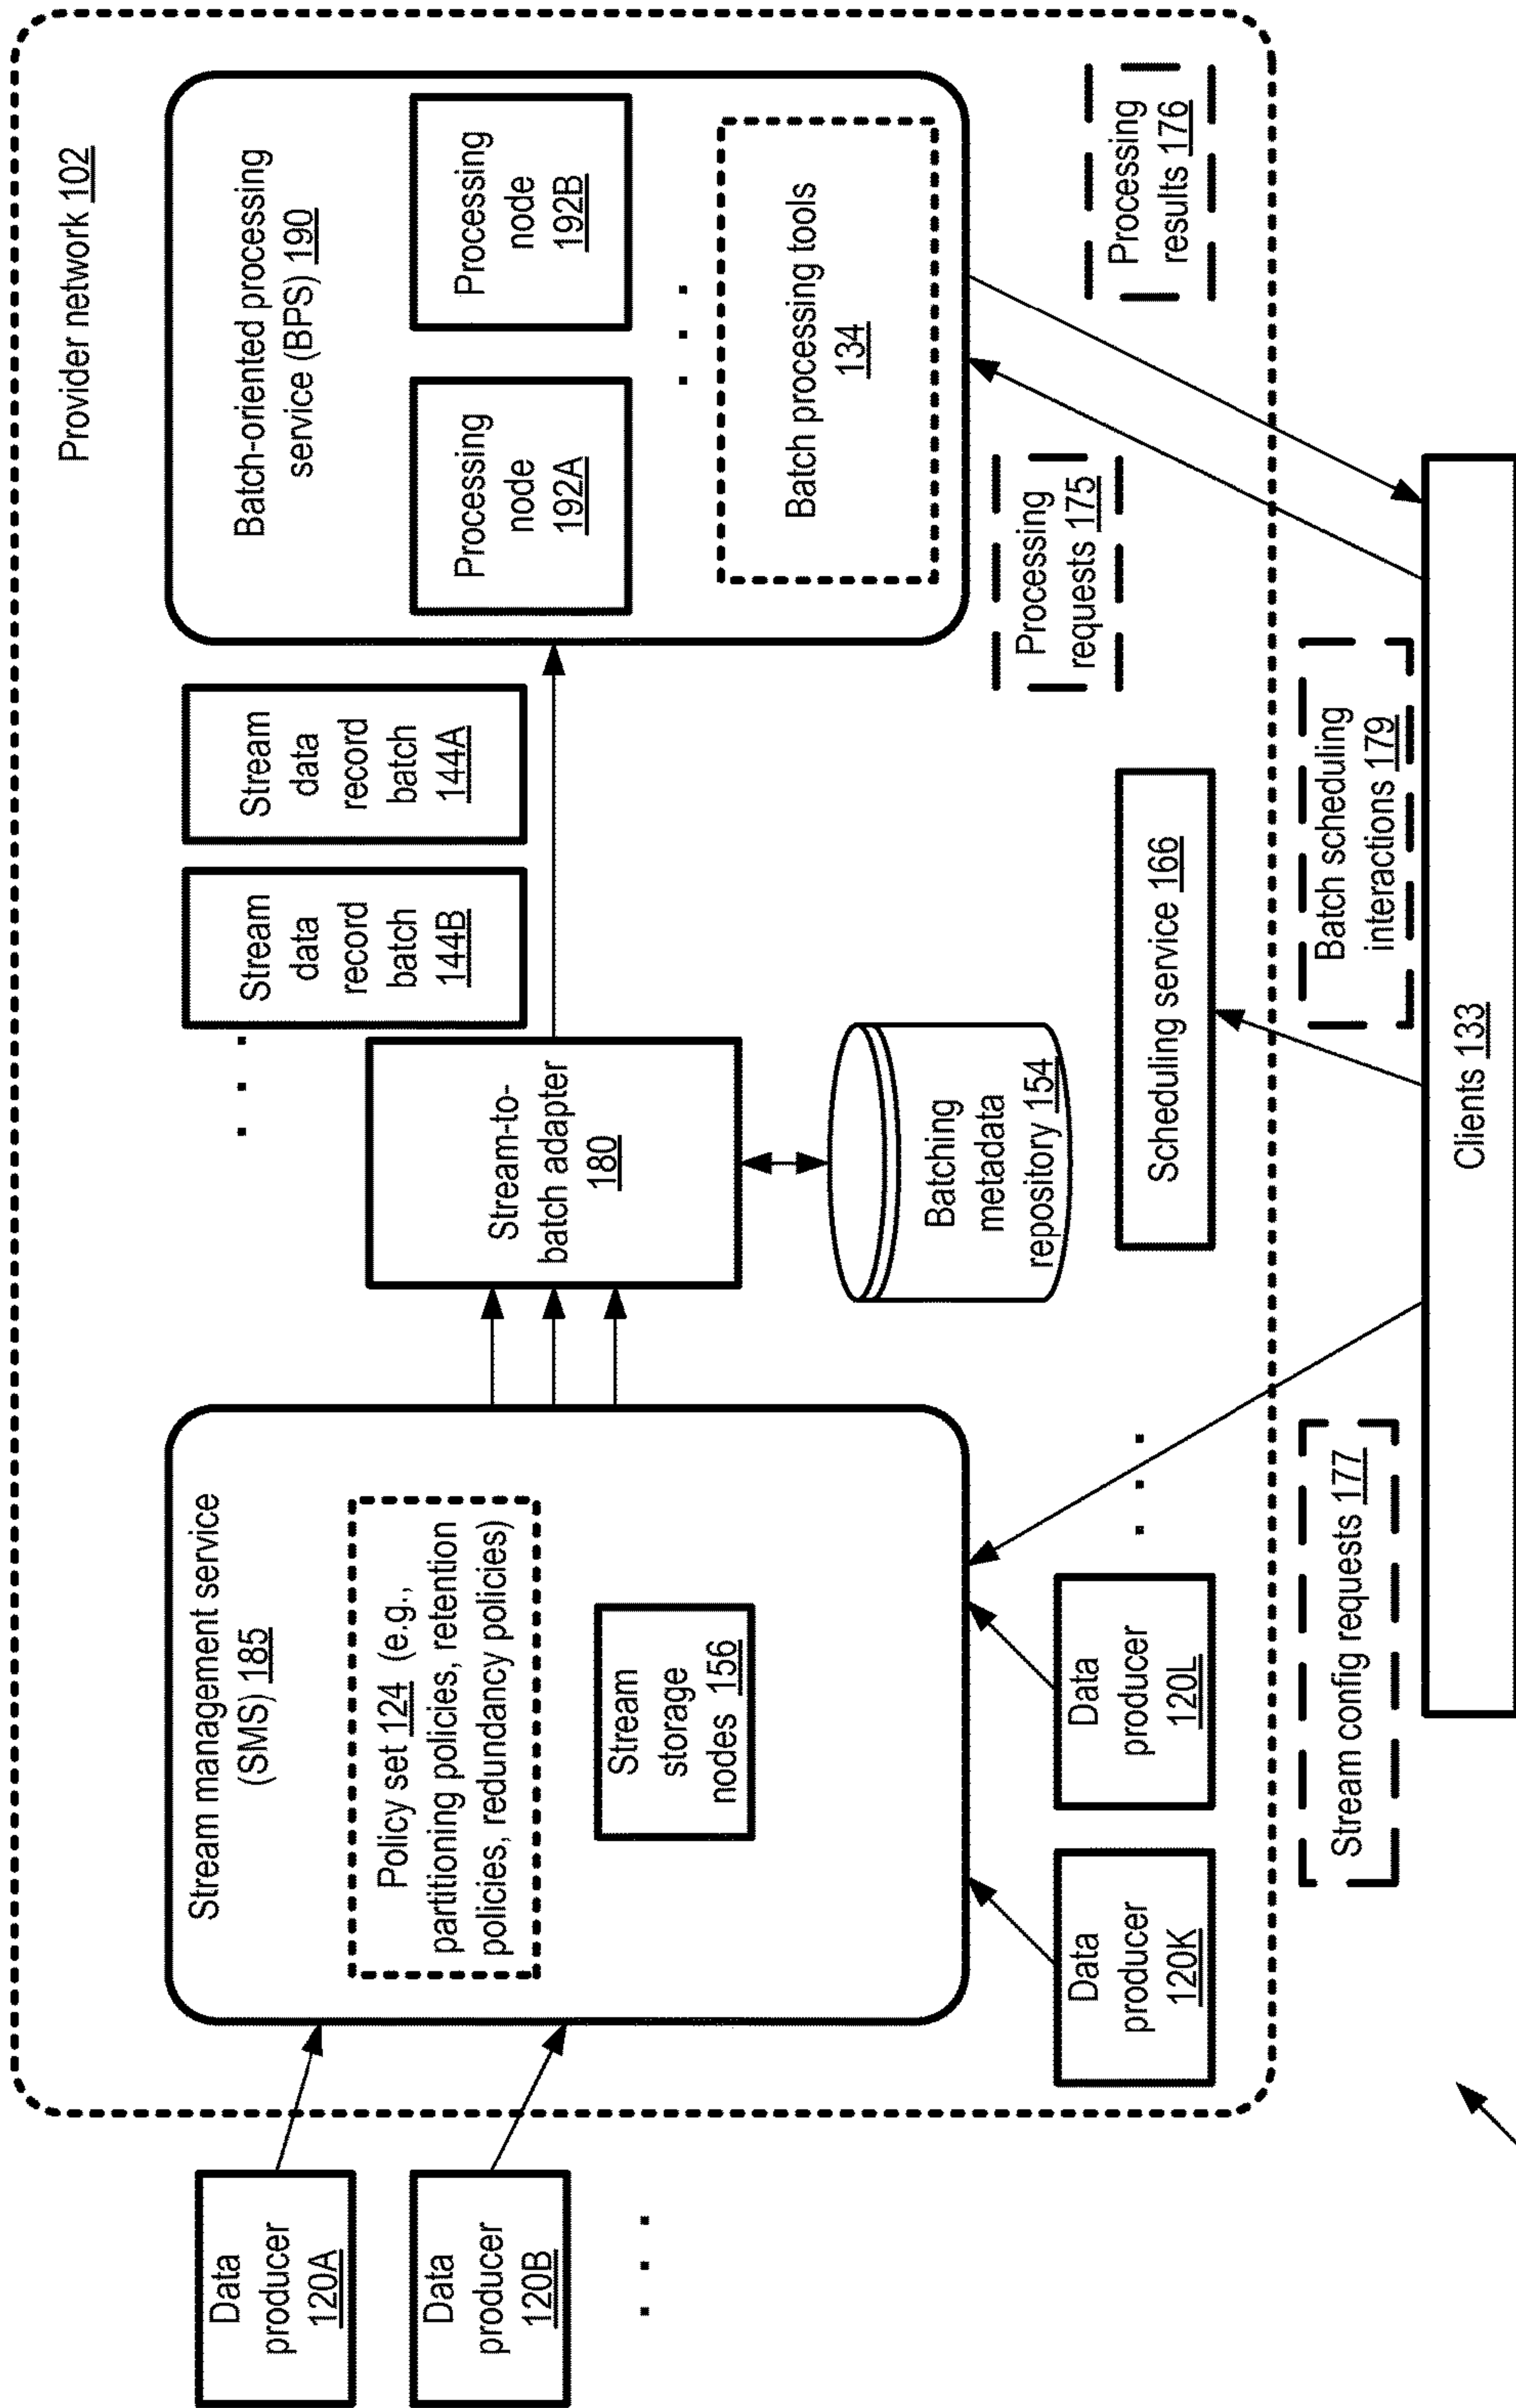 Provider network 102
Data
producer
120A
Data
producer
120B
. . .
Stream management service
(SMS) 185
Policy set 124 (e.g.,
partitioning policies, retention
policies, redundancy policies)
Stream
storage
nodes 156
Data
producer
120K
Data
producer
120L
. . .
Stream-to-
batch adapter
180
Batching
metadata
repository 154
. . .
Stream
data
record
batch
144B
Stream
data
record
batch
144A
Batch-oriented processing
service (BPS) 190
Processing
node
192A
Processing
node
192B
. . .
Batch processing tools
134
Scheduling service 166
Processing
requests 175
Processing
results 176
Stream config requests 177
Batch scheduling
interactions 179
Clients 133